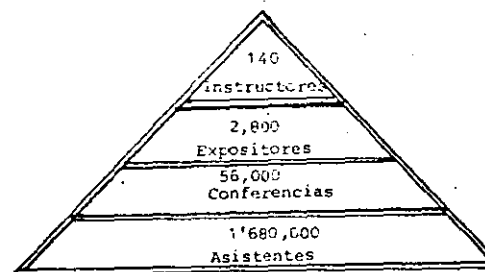 140
Instructores
2,800
Expositores
56,000
Conferencias
1'680,000
Asistentes